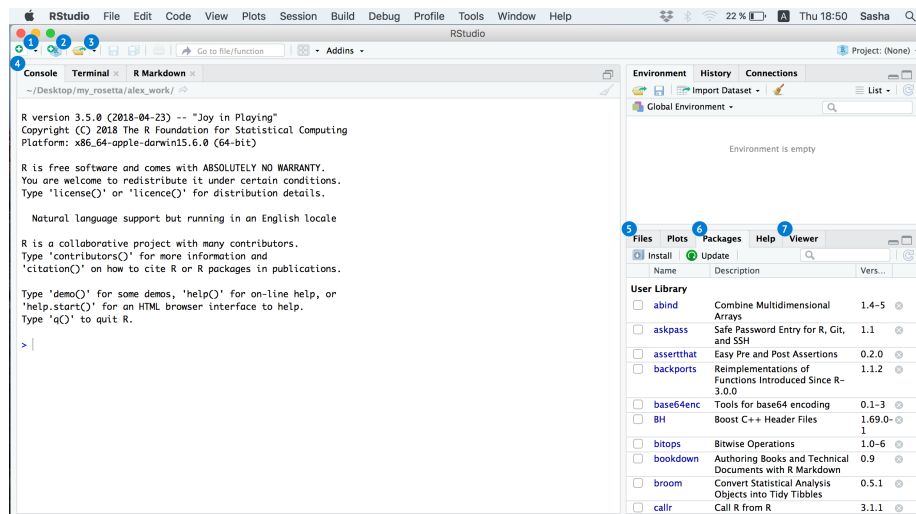 RStudio File Edit Code View Plots Session Build Debug Profile Tools Window Help 22 % A Thu 18:50 Sasha
RStudio
1 2 3
Go to file/function Addins Project: (None)
4
Console Terminal × R Markdown ×
~/Desktop/my_rosetta/alex_work/
R version 3.5.0 (2018-04-23) -- "Joy in Playing"
Copyright (C) 2018 The R Foundation for Statistical Computing
Platform: x86_64-apple-darwin15.6.0 (64-bit)
R is free software and comes with ABSOLUTELY NO WARRANTY.
You are welcome to redistribute it under certain conditions.
Type 'license()' or 'licence()' for distribution details.
Natural language support but running in an English locale
R is a collaborative project with many contributors.
Type 'contributors()' for more information and
'citation()' on how to cite R or R packages in publications.
Type 'demo()' for some demos, 'help()' for on-line help, or
'help.start()' for an HTML browser interface to help.
Type 'q()' to quit R.
>
Environment History Connections
Import Dataset List
Global Environment
Environment is empty
5 6 7
Files Plots Packages Help Viewer
Install Update
Name Description Vers...
User Library
abind Combine Multidimensional Arrays 1.4-5
askpass Safe Password Entry for R, Git, and SSH 1.1
assertthat Easy Pre and Post Assertions 0.2.0
backports Reimplementations of Functions Introduced Since R-3.0.0 1.1.2
base64enc Tools for base64 encoding 0.1-3
BH Boost C++ Header Files 1.69.0-1
bitops Bitwise Operations 1.0-6
bookdown Authoring Books and Technical Documents with R Markdown 0.9
broom Convert Statistical Analysis Objects into Tidy Tibbles 0.5.1
callr Call R from R 3.1.1